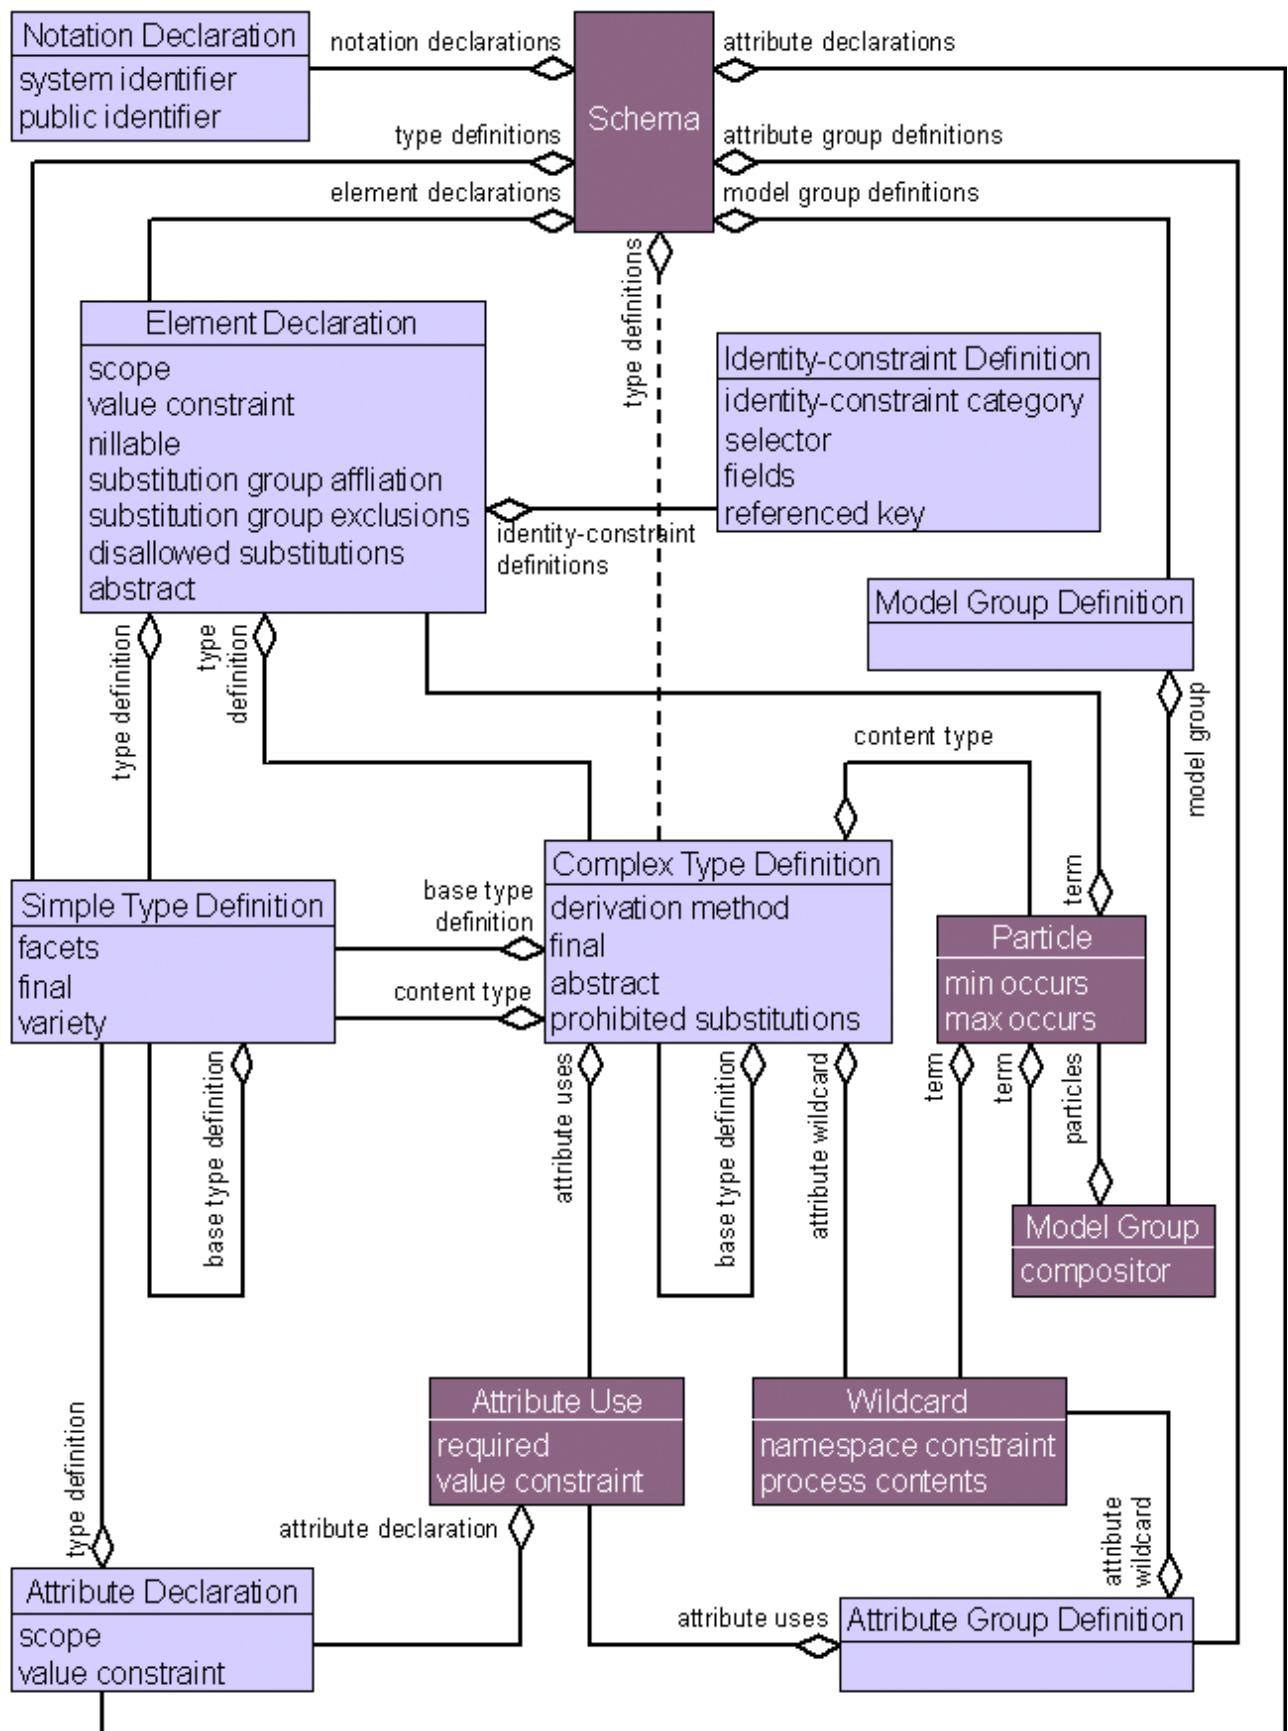 Notation Declaration
system identifier
public identifier
notation declarations
Schema
attribute declarations
type definitions
attribute group definitions
element declarations
model group definitions
type definitions
Element Declaration
scope
value constraint
nillable
substitution group affliation
substitution group exclusions
disallowed substitutions
abstract
Identity-constraint Definition
identity-constraint category
selector
fields
referenced key
identity-constraint
definitions
Model Group Definition
type definition
type
definition
model group
content type
term
Simple Type Definition
facets
final
variety
base type
definition
content type
Complex Type Definition
derivation method
final
abstract
prohibited substitutions
Particle
min occurs
max occurs
base type definition
attribute uses
base type definition
attribute wildcard
term
term
particles
Model Group
compositor
Attribute Use
required
value constraint
Wildcard
namespace constraint
process contents
type definition
attribute declaration
attribute
wildcard
Attribute Declaration
scope
value constraint
attribute uses
Attribute Group Definition